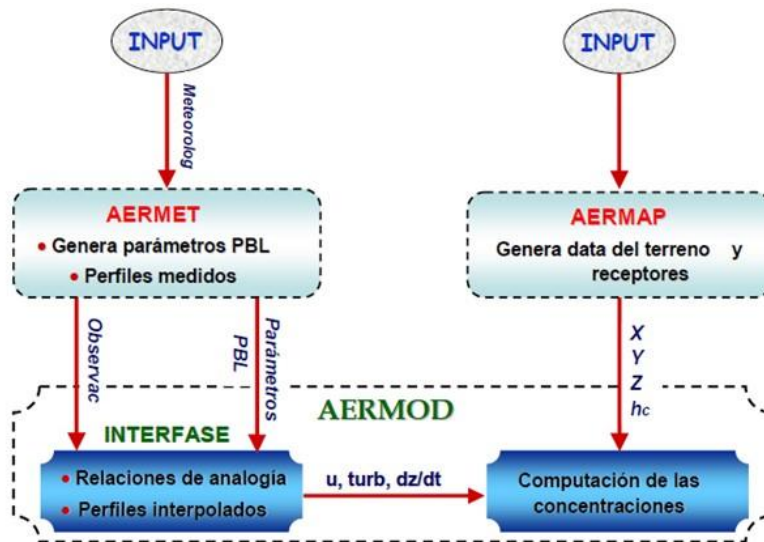 INPUT
INPUT
Meteorolog
AERMET
• Genera parámetros PBL
• Perfiles medidos
AERMAP
Genera data del terreno y
receptores
Observac
Parámetros
PBL
X
Y
Z
hc
AERMOD
INTERFASE
• Relaciones de analogía
• Perfiles interpolados
u, turb, dz/dt
Computación de las
concentraciones